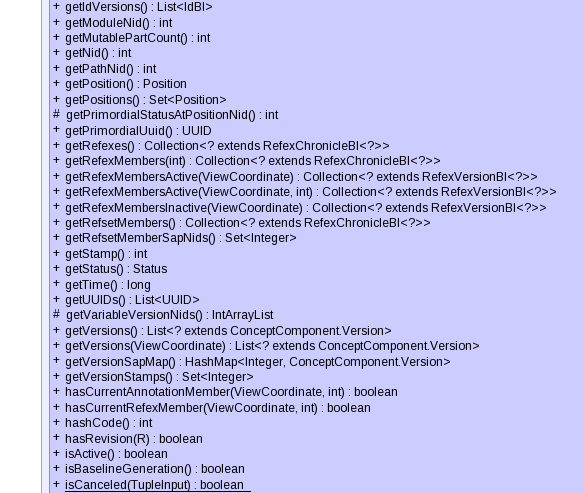 + getIdVersions() : List<IdBI>
+ getModuleNid() : int
+ getMutablePartCount() : int
+ getNid() : int
+ getPathNid() : int
+ getPosition() : Position
+ getPositions() : Set<Position>
# getPrimordialStatusAtPositionNid() : int
+ getPrimordialUuid() : UUID
+ getRefexes() : Collection<? extends RefexChronicleBI<?>>
+ getRefexMembers(int) : Collection<? extends RefexChronicleBI<?>>
+ getRefexMembersActive(ViewCoordinate) : Collection<? extends RefexVersionBI<?>>
+ getRefexMembersActive(ViewCoordinate, int) : Collection<? extends RefexVersionBI<?>>
+ getRefexMembersInactive(ViewCoordinate) : Collection<? extends RefexVersionBI<?>>
+ getRefsetMembers() : Collection<? extends RefexChronicleBI<?>>
+ getRefsetMemberSapNids() : Set<Integer>
+ getStamp() : int
+ getStatus() : Status
+ getTime() : long
+ getUUIDs() : List<UUID>
# getVariableVersionNids() : IntArrayList
+ getVersions() : List<? extends ConceptComponent.Version>
+ getVersions(ViewCoordinate) : List<? extends ConceptComponent.Version>
+ getVersionSapMap() : HashMap<Integer, ConceptComponent.Version>
+ getVersionStamps() : Set<Integer>
+ hasCurrentAnnotationMember(ViewCoordinate, int) : boolean
+ hasCurrentRefexMember(ViewCoordinate, int) : boolean
+ hashCode() : int
+ hasRevision(R) : boolean
+ isActive() : boolean
+ isBaselineGeneration() : boolean
+ isCanceled(TupleInput) : boolean